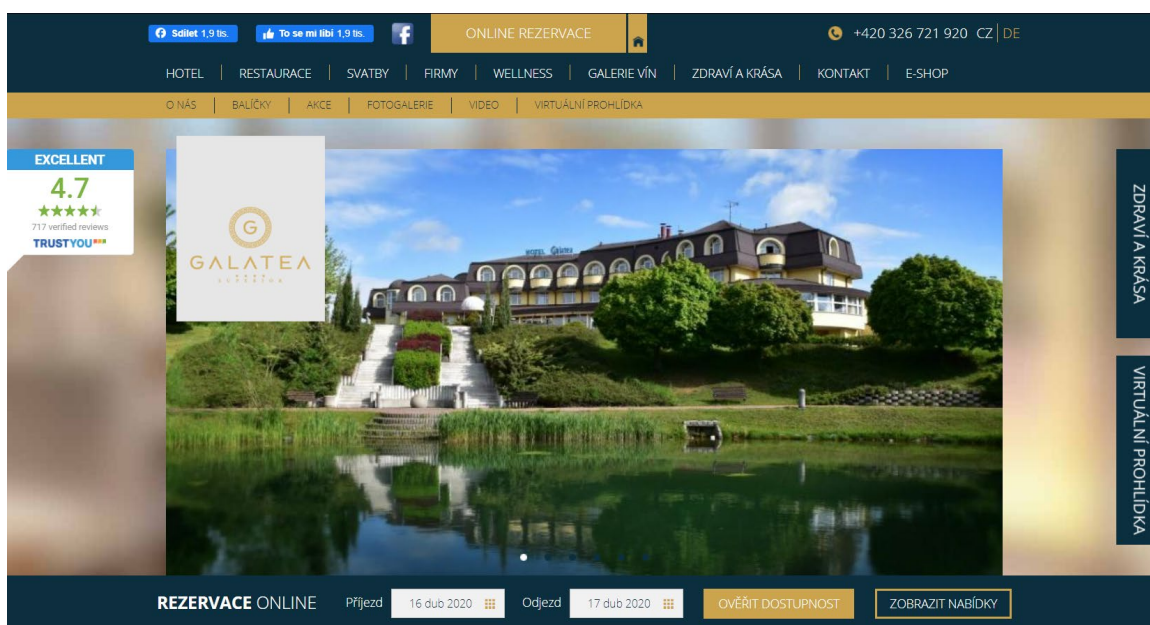 Sdílet 1,9 tis.
To se mi líbí 1,9 tis.
f
ONLINE REZERVACE
+420 326 721 920 CZ | DE
HOTEL | RESTAURACE | SVATBY | FIRMY | WELLNESS | GALERIE VÍN | ZDRAVÍ A KRÁSA | KONTAKT | E-SHOP
O NÁS | BALÍČKY | AKCE | FOTOGALERIE | VIDEO | VIRTUÁLNÍ PROHLÍDKA
EXCELLENT
4.7
717 verified reviews
TRUSTYOU
G
GALATEA
SUPERIOR
HOTEL Galatea
ZDRAVÍ A KRÁSA
VIRTUÁLNÍ PROHLÍDKA
REZERVACE ONLINE Příjezd 16 dub 2020 Odjezd 17 dub 2020 OVĚŘIT DOSTUPNOST ZOBRAZIT NABÍDKY